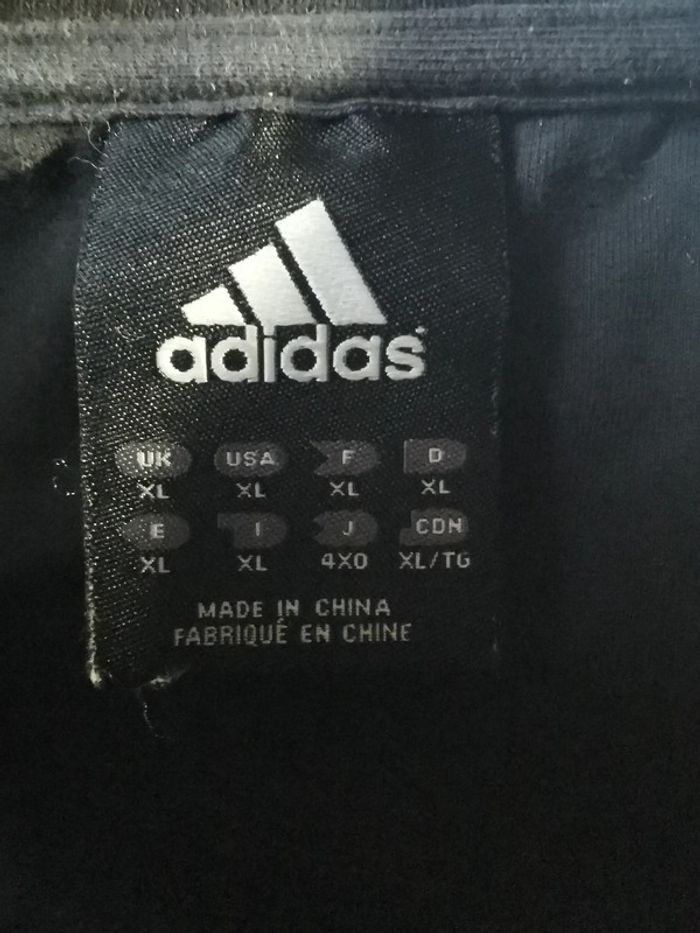 adidas
UK USA F D
XL XL XL XL
E I J CDN
XL XL 4XO XL/TG
MADE IN CHINA
FABRIQUÉ EN CHINE